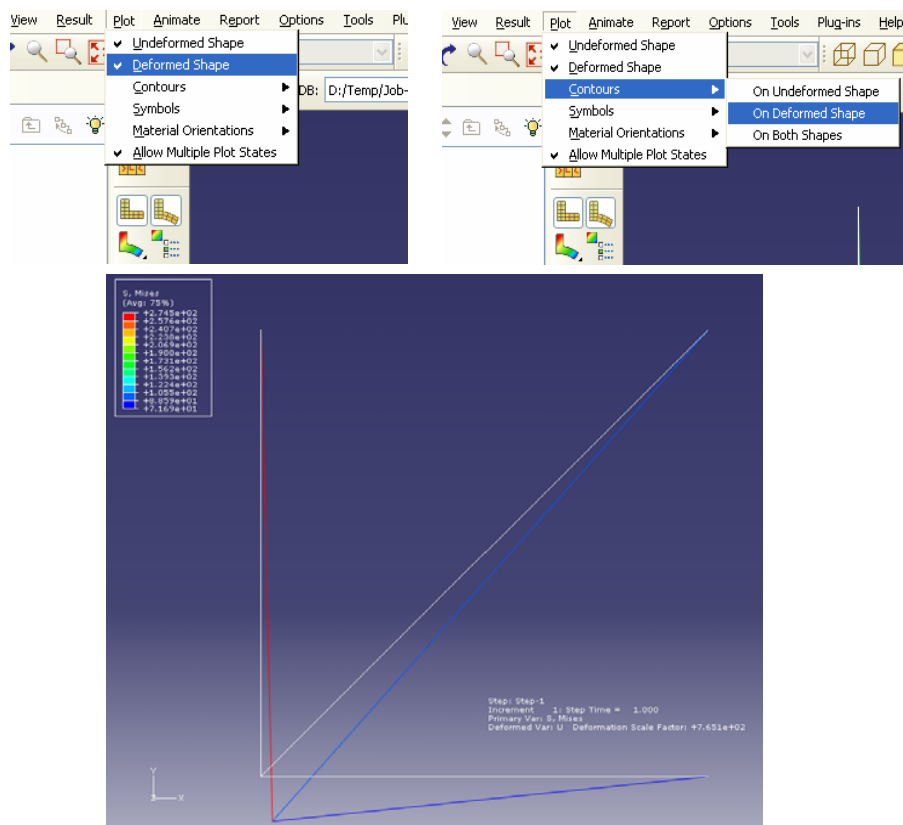 View Result Plot Animate Report Options Tools Plu
Undeformed Shape
Deformed Shape
Contours
Symbols
Material Orientations
Allow Multiple Plot States
DB: D:/Temp/Job-
View Result Plot Animate Report Options Tools Plug-ins Help
Undeformed Shape
Deformed Shape
Contours
Symbols
Material Orientations
Allow Multiple Plot States
On Undeformed Shape
On Deformed Shape
On Both Shapes
S, Mises
(Avg: 75%)
+2.745e+02
+2.576e+02
+2.407e+02
+2.238e+02
+2.069e+02
+1.900e+02
+1.731e+02
+1.562e+02
+1.393e+02
+1.224e+02
+1.055e+02
+8.859e+01
+7.169e+01
Step: Step-1
Increment 1: Step Time = 1.000
Primary Var: S, Mises
Deformed Var: U Deformation Scale Factor: +7.651e+02
Y
Z X